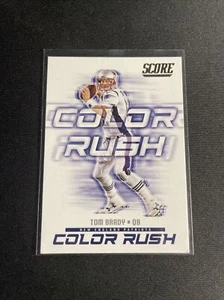 SCORE
COLOR
RUSH
TOM BRADY • QB
NEW ENGLAND PATRIOTS
COLOR RUSH